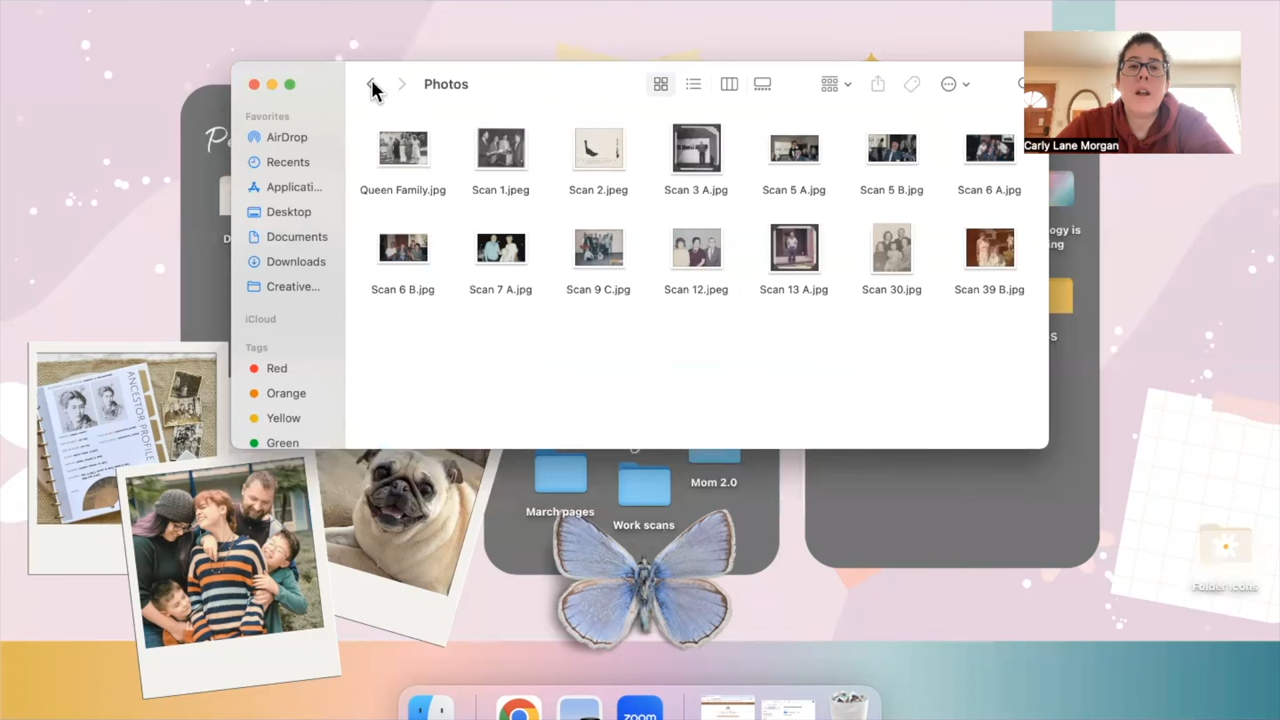 Photos
Carly Lane Morgan
Favorites
AirDrop
Recents
Applicati...
Desktop
Documents
Downloads
Creative...
iCloud
Tags
Red
Orange
Yellow
Green
Queen Family.jpg
Scan 1.jpeg
Scan 2.jpeg
Scan 3 A.jpg
Scan 5 A.jpg
Scan 5 B.jpg
Scan 6 A.jpg
Scan 6 B.jpg
Scan 7 A.jpg
Scan 9 C.jpg
Scan 12.jpeg
Scan 13 A.jpg
Scan 30.jpg
Scan 39 B.jpg
ANCESTOR PROFILE
March pages
Work scans
Mom 2.0
Folder Icons
zoom